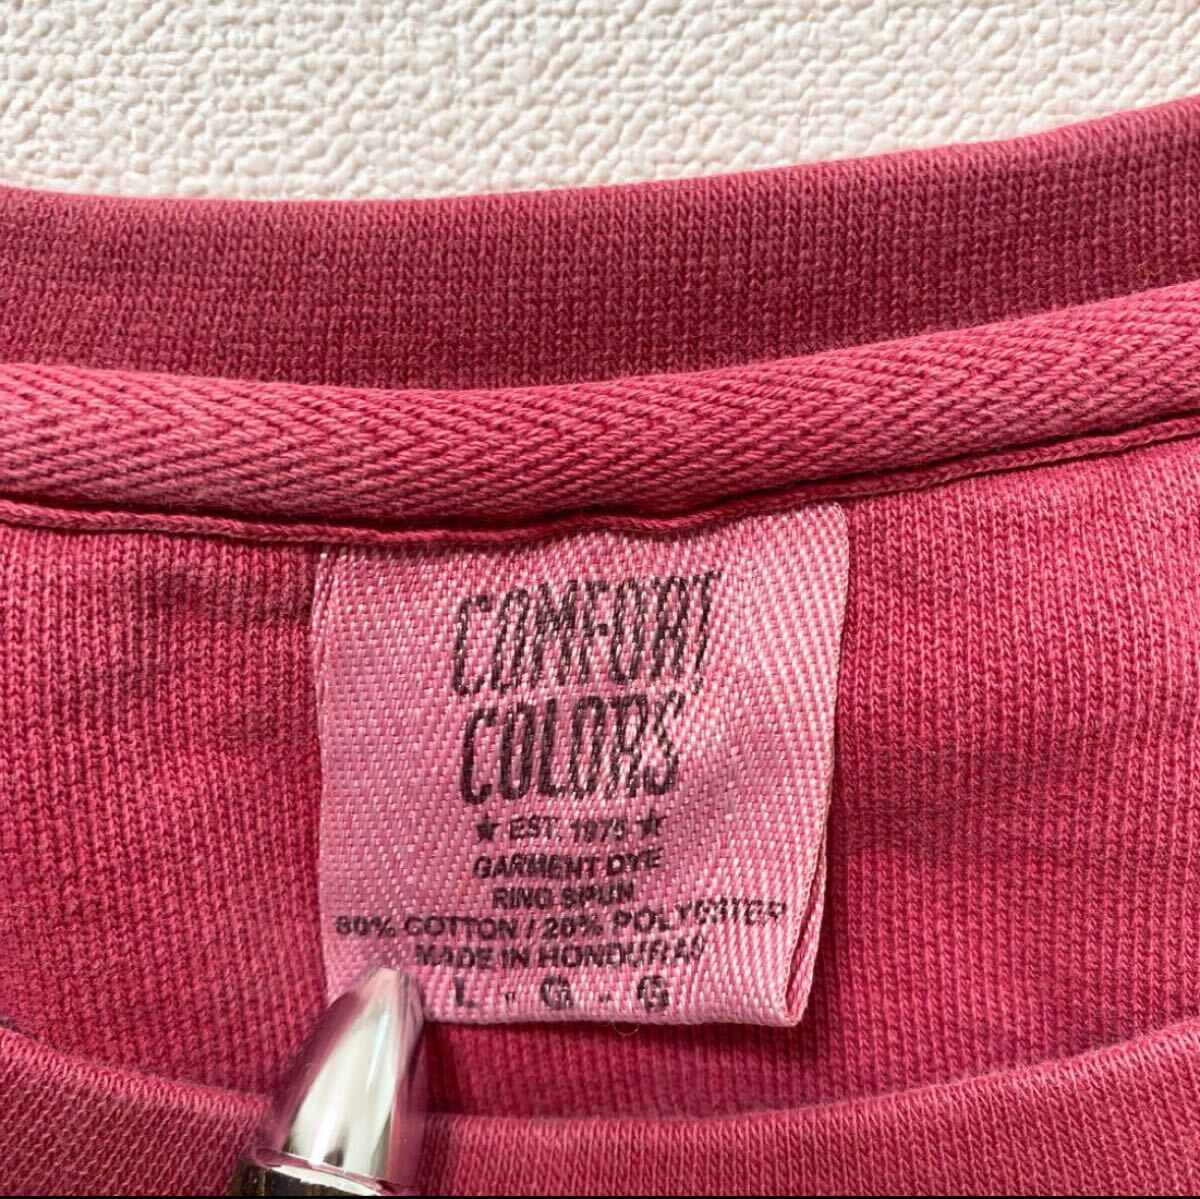 COMFORT
COLORS
★ EST. 1975 ★
GARMENT DYE
RING SPUN
80% COTTON / 20% POLYESTER
MADE IN HONDURAS
L - G - G